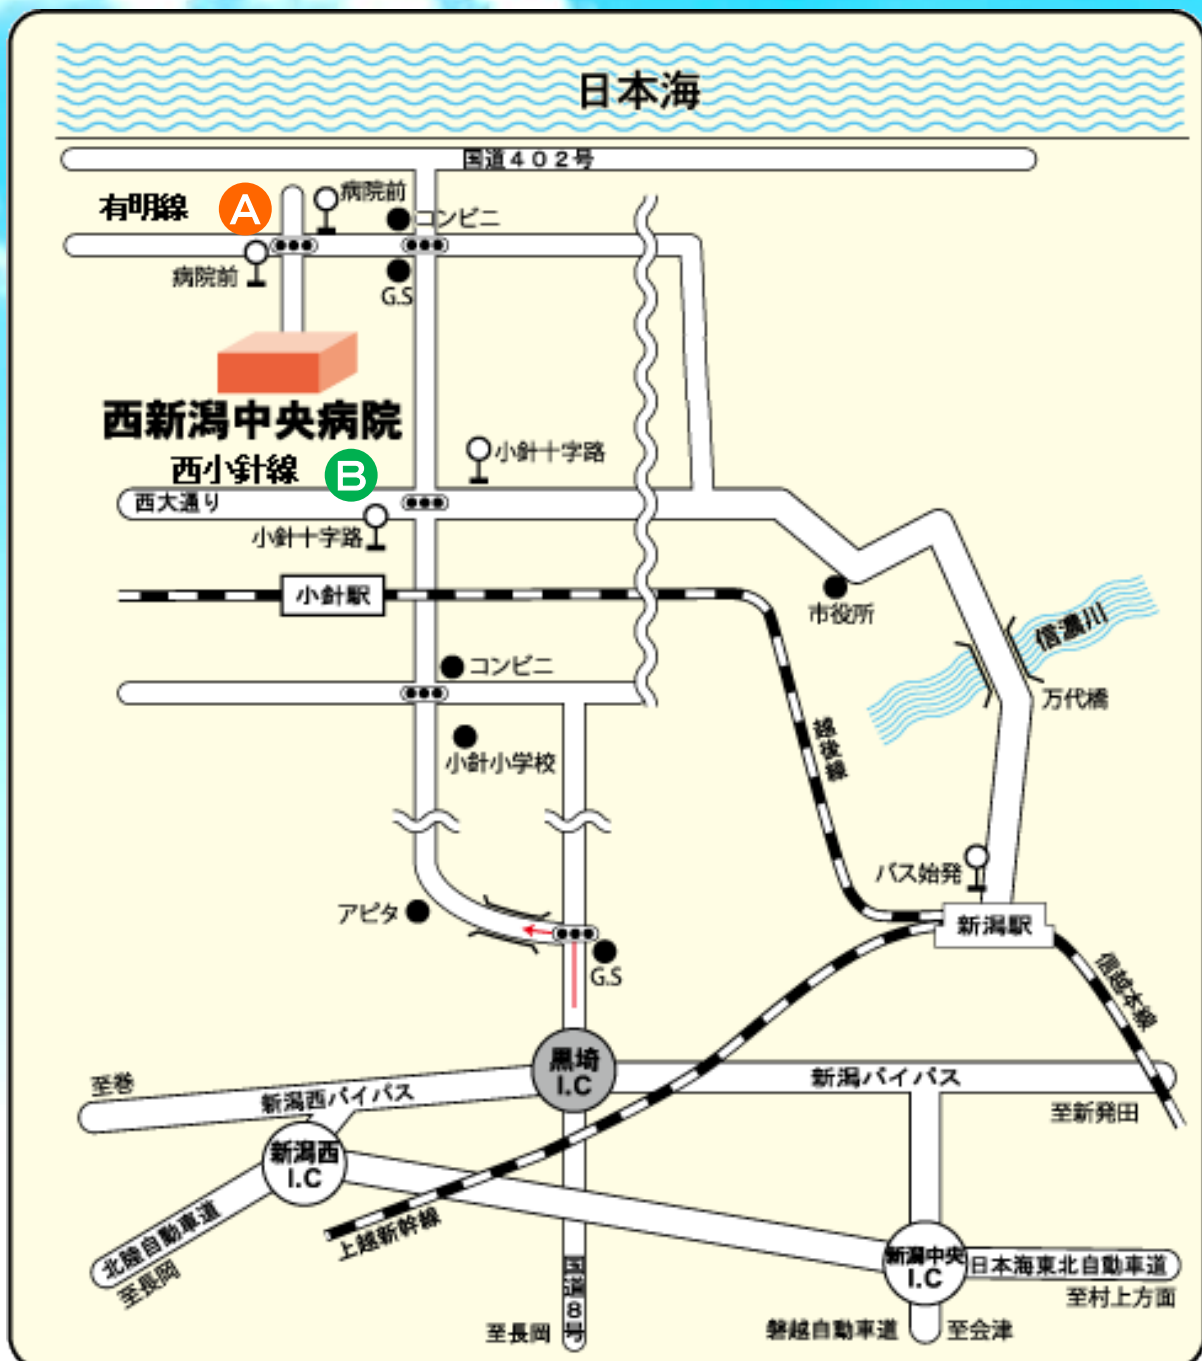 日本海
国道402号
有明線
A
病院前
コンビニ
病院前
G.S
西新潟中央病院
西小針線
B
小針十字路
西大通り
小針十字路
小針駅
市役所
信濃川
万代橋
コンビニ
越後線
小針小学校
バス始発
アピタ
新潟駅
G.S
信越本線
黒埼
I.C
至巻
新潟西バイパス
新潟バイパス
至新発田
新潟西
I.C
上越新幹線
北陸自動車道
至長岡
国道8号
新潟中央
I.C
日本海東北自動車道
至村上方面
至長岡
磐越自動車道
至会津